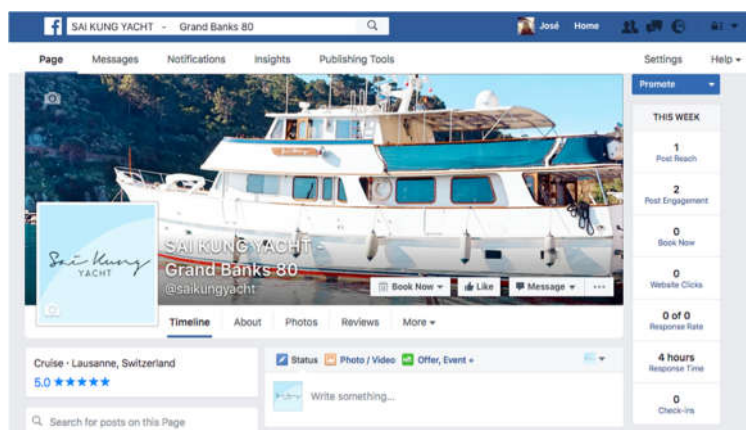 SAI KUNG YACHT - Grand Banks 80
José Home
Page Messages Notifications Insights Publishing Tools Settings Help
Promote
THIS WEEK
1
Post Reach
2
Post Engagement
0
Book Now
0
Website Clicks
0 of 0
Response Rate
4 hours
Response Time
0
Check-ins
Sai Kung
YACHT
SAI KUNG YACHT -
Grand Banks 80
@saikungyacht
Book Now Like Message ...
Timeline About Photos Reviews More
Cruise · Lausanne, Switzerland
5.0 ★★★★★
Search for posts on this Page
Status Photo / Video Offer, Event +
Write something...